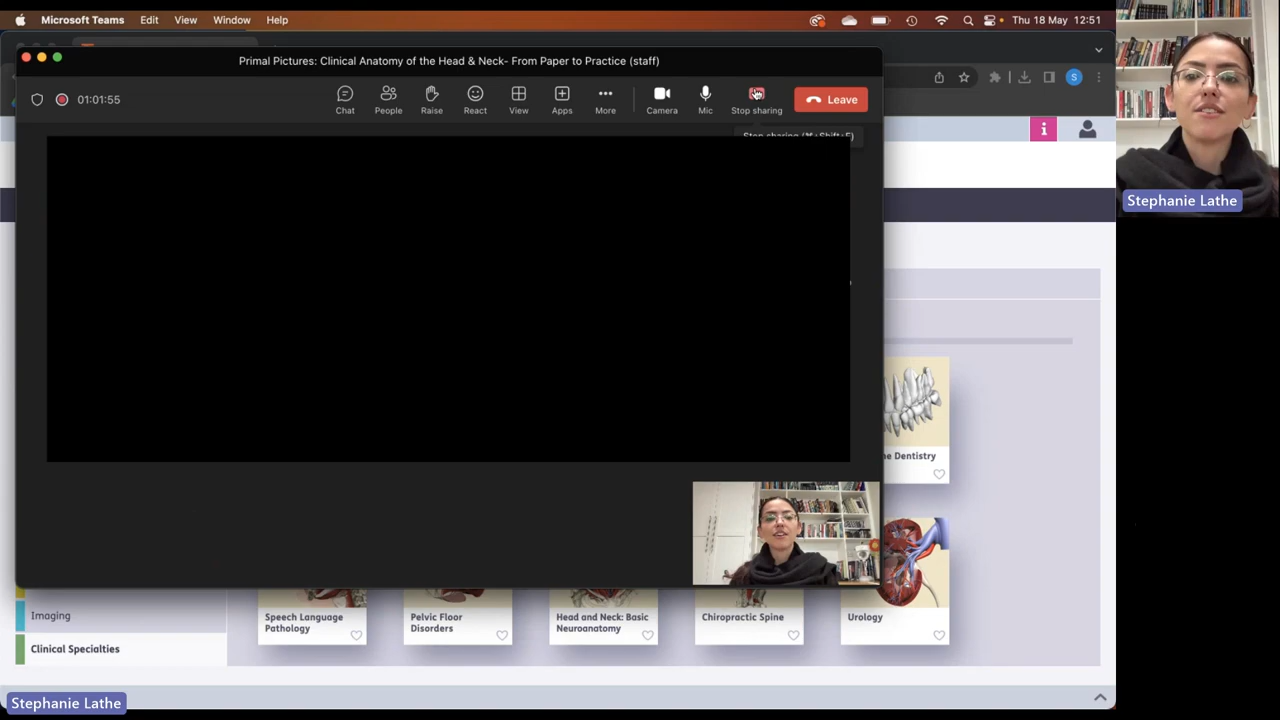 Microsoft Teams Edit View Window Help
Thu 18 May 12:51
Primal Pictures: Clinical Anatomy of the Head & Neck- From Paper to Practice (staff)
01:01:55
Chat People Raise React View Apps More Camera Mic Stop sharing Leave
Stop sharing (⌘+Shift+E)
S
i
Stephanie Lathe
Dentistry
Imaging
Clinical Specialties
Speech Language
Pathology
Pelvic Floor
Disorders
Head and Neck: Basic
Neuroanatomy
Chiropractic Spine
Urology
Stephanie Lathe